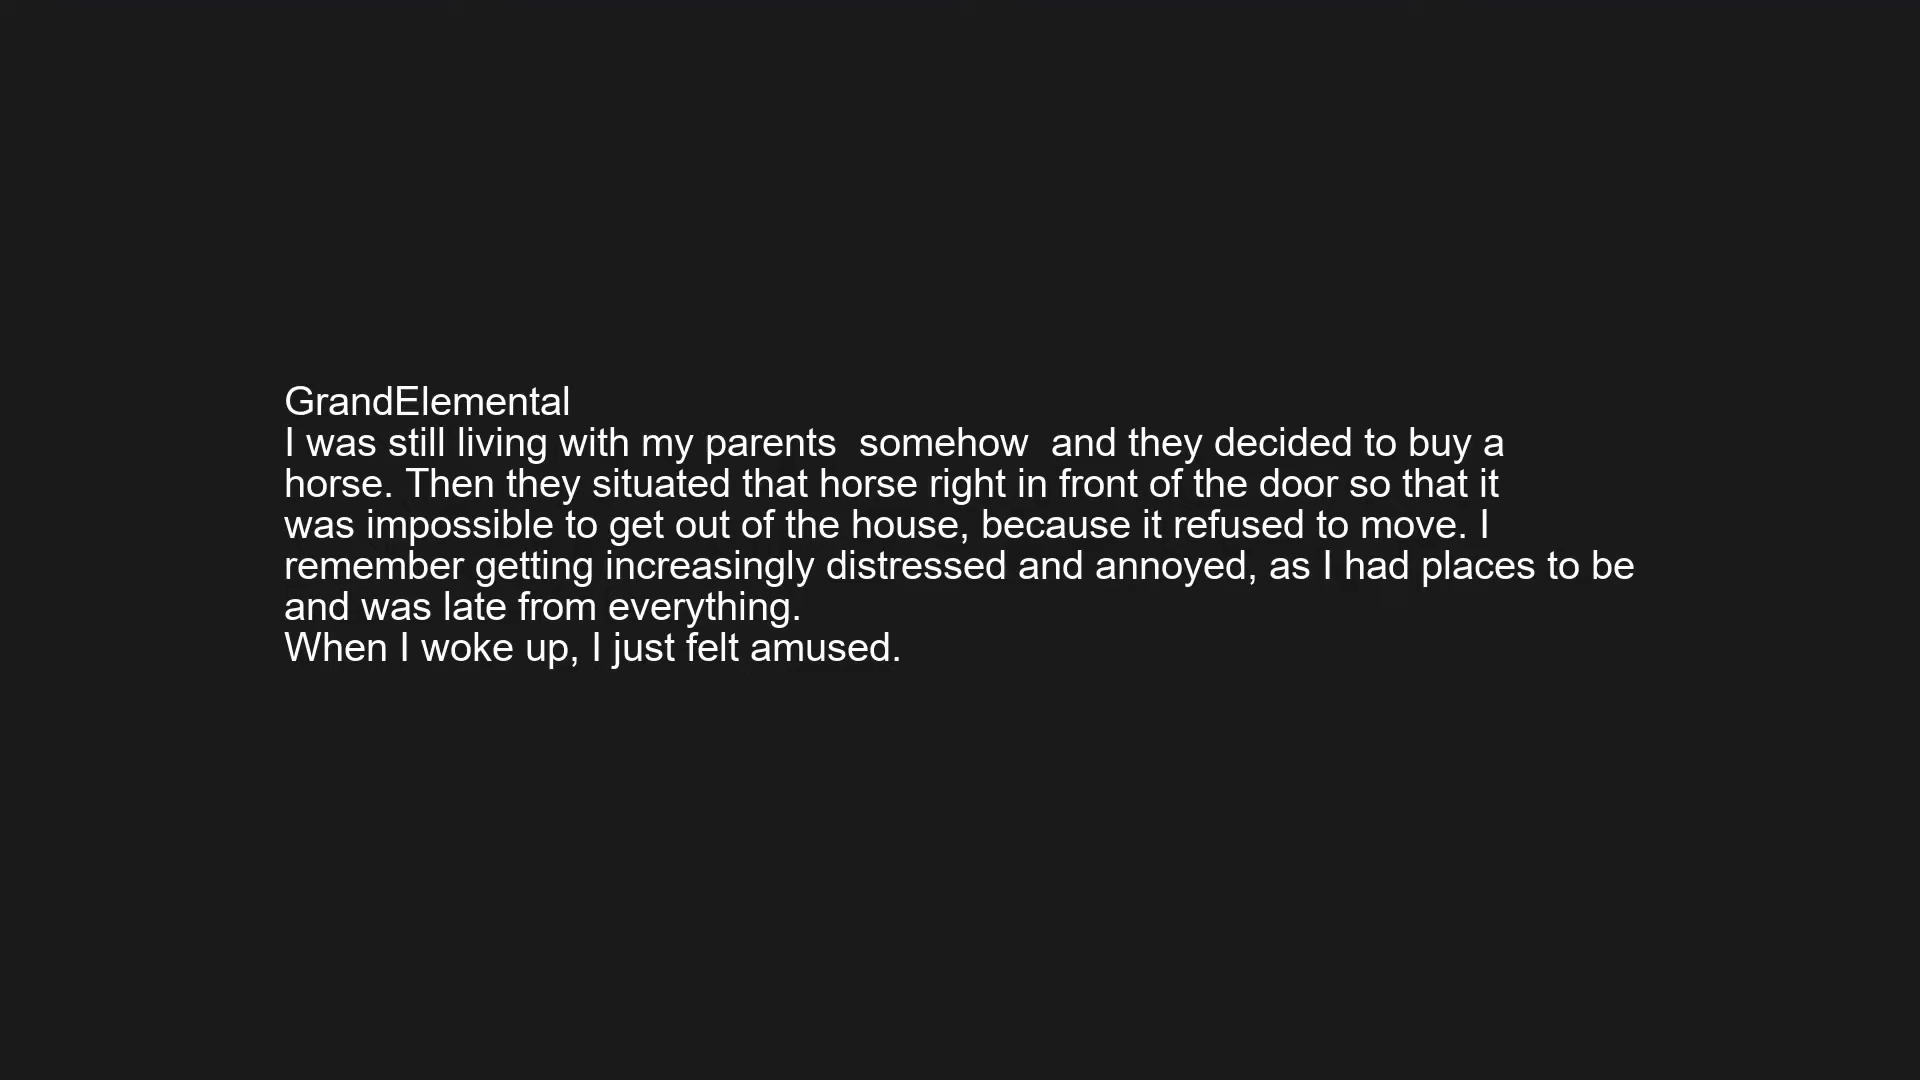 GrandElemental
I was still living with my parents  somehow  and they decided to buy a
horse. Then they situated that horse right in front of the door so that it
was impossible to get out of the house, because it refused to move. I
remember getting increasingly distressed and annoyed, as I had places to be
and was late from everything.
When I woke up, I just felt amused.